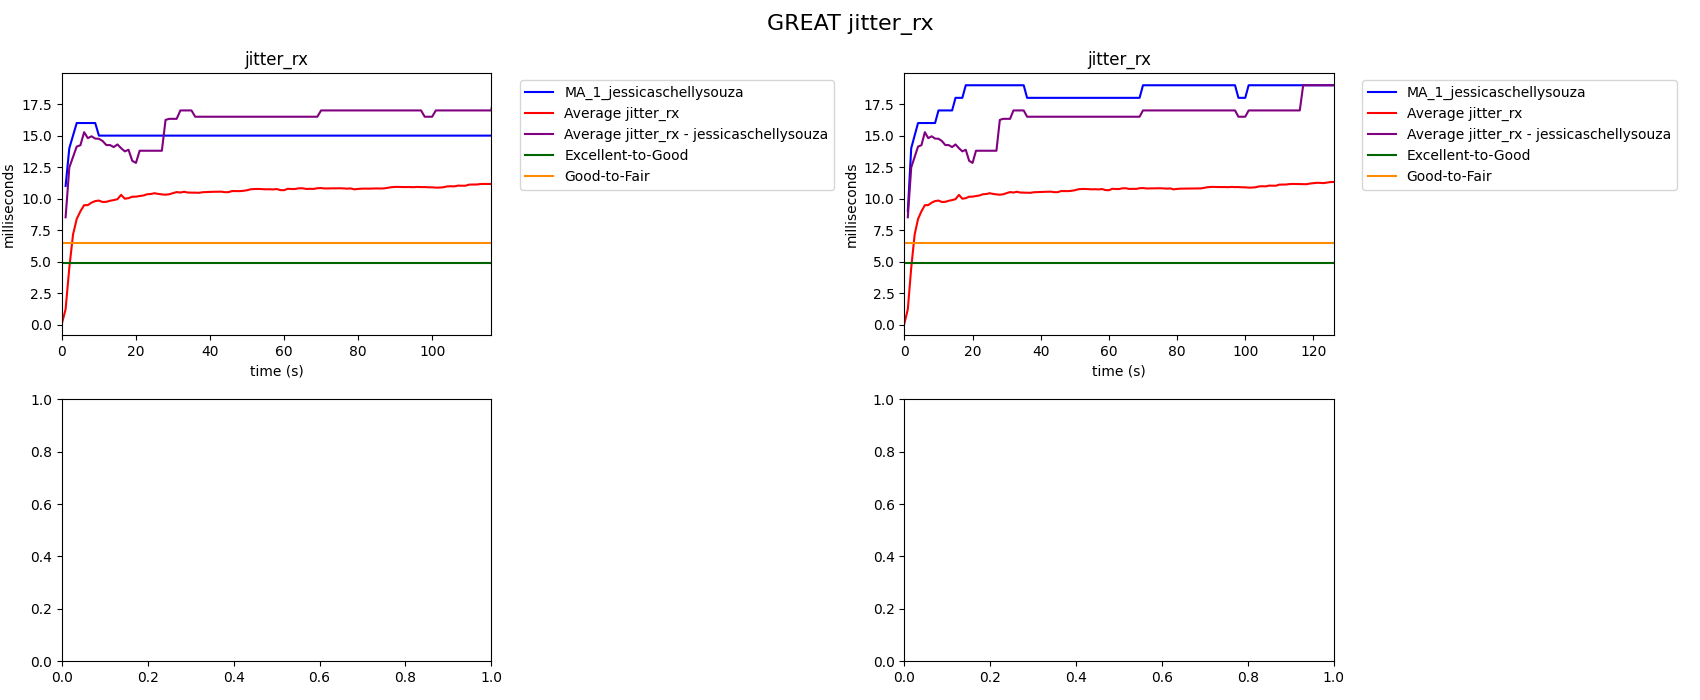 GREAT jitter_rx
jitter_rx
milliseconds
17.5
15.0
12.5
10.0
7.5
5.0
2.5
0.0
0 20 40 60 80 100
time (s)
MA_1_jessicaschellysouza
Average jitter_rx
Average jitter_rx - jessicaschellysouza
Excellent-to-Good
Good-to-Fair
jitter_rx
milliseconds
17.5
15.0
12.5
10.0
7.5
5.0
2.5
0.0
0 20 40 60 80 100 120
time (s)
MA_1_jessicaschellysouza
Average jitter_rx
Average jitter_rx - jessicaschellysouza
Excellent-to-Good
Good-to-Fair
1.0
0.8
0.6
0.4
0.2
0.0
0.0 0.2 0.4 0.6 0.8 1.0
1.0
0.8
0.6
0.4
0.2
0.0
0.0 0.2 0.4 0.6 0.8 1.0